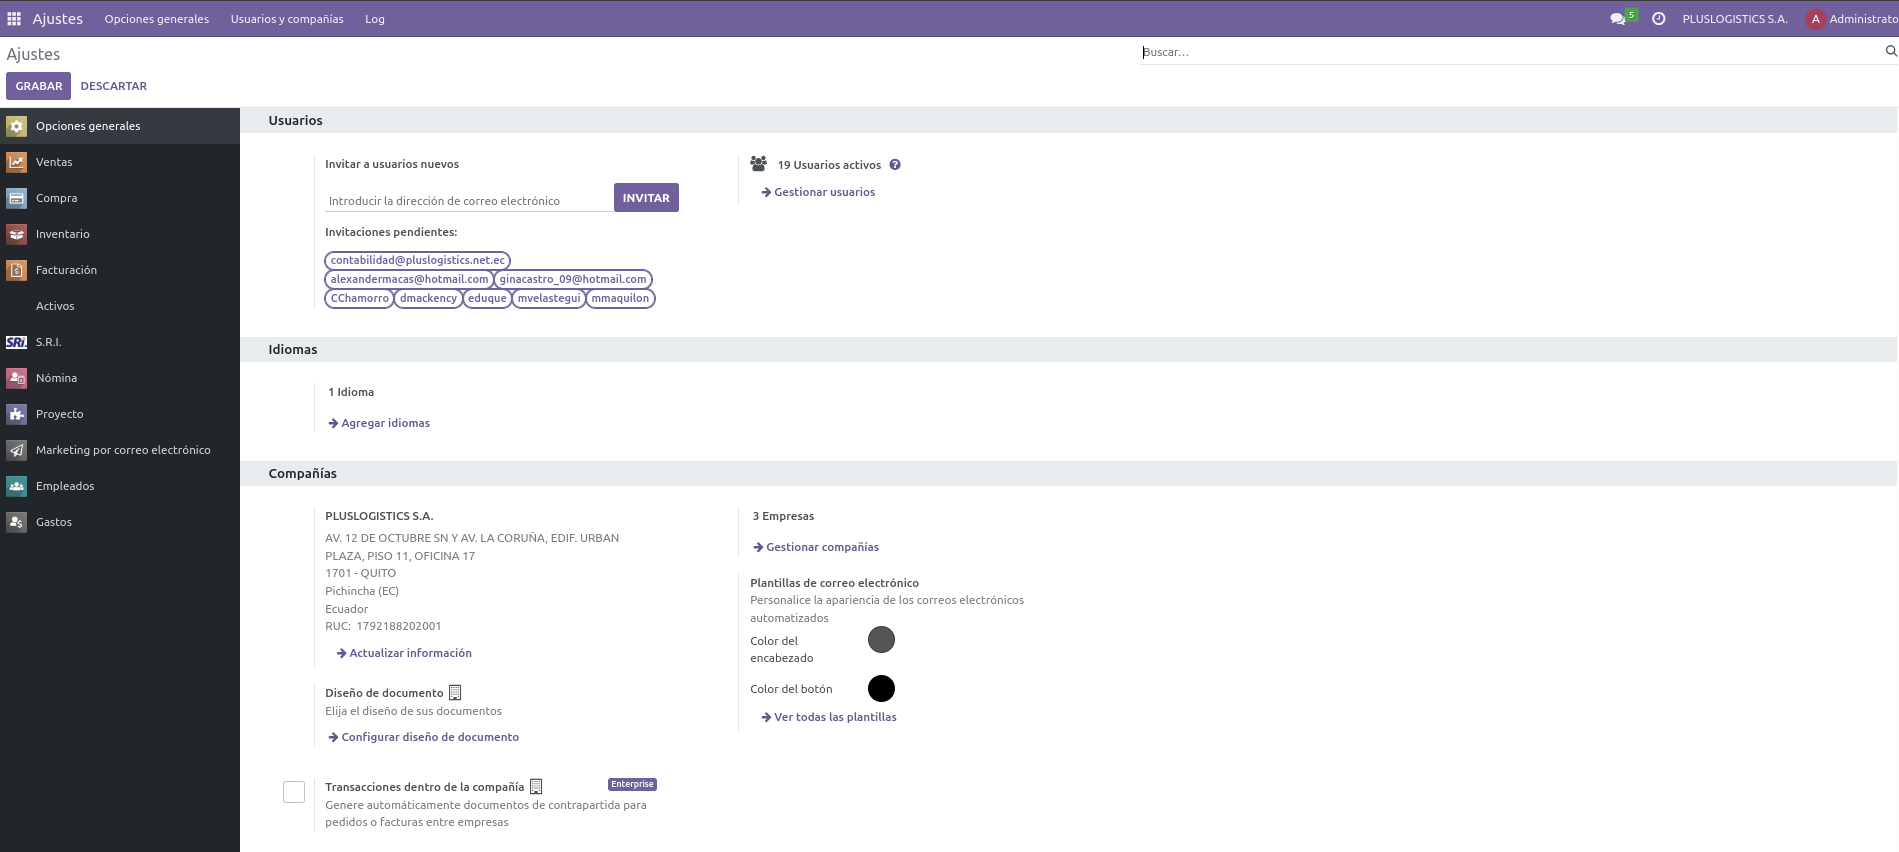 Ajustes Opciones generales Usuarios y compañías Log 5 PLUSLOGISTICS S.A. A Administrato
Ajustes
Buscar...
GRABAR DESCARTAR
Opciones generales
Ventas
Compra
Inventario
Facturación
Activos
SRi S.R.I.
Nómina
Proyecto
Marketing por correo electrónico
Empleados
Gastos
Usuarios
Invitar a usuarios nuevos
Introducir la dirección de correo electrónico INVITAR
Invitaciones pendientes:
contabilidad@pluslogistics.net.ec
alexandermacas@hotmail.com ginacastro_09@hotmail.com
CChamorro dmackency eduque mvelastegui mmaquilon
19 Usuarios activos ?
Gestionar usuarios
Idiomas
1 Idioma
Agregar idiomas
Compañías
PLUSLOGISTICS S.A.
AV. 12 DE OCTUBRE SN Y AV. LA CORUÑA, EDIF. URBAN
PLAZA, PISO 11, OFICINA 17
1701 - QUITO
Pichincha (EC)
Ecuador
RUC: 1792188202001
Actualizar información
Diseño de documento
Elija el diseño de sus documentos
Configurar diseño de documento
3 Empresas
Gestionar compañías
Plantillas de correo electrónico
Personalice la apariencia de los correos electrónicos
automatizados
Color del
encabezado
Color del botón
Ver todas las plantillas
Transacciones dentro de la compañía Enterprise
Genere automáticamente documentos de contrapartida para
pedidos o facturas entre empresas